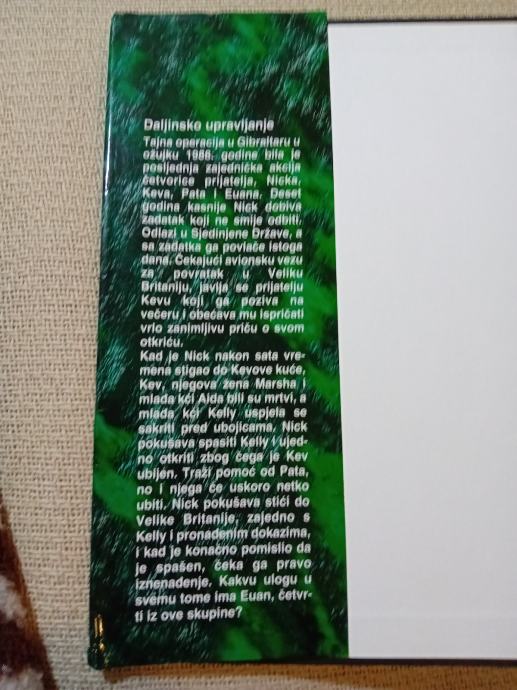 Daljinsko upravljanje
Tajna operacija u Gibraltaru u
ožujku 1988. godine bila je
posljednja zajednička akcija
četvorice prijatelja, Nicka,
Keva, Pata i Euana. Deset
godina kasnije Nick dobiva
zadatak koji ne smije odbiti.
Odlazi u Sjedinjene Države, a
sa zadatka ga povlače istoga
dana. Čekajući avionsku vezu
za povratak u Veliku
Britaniju, javlja se prijatelju
Kevu koji ga poziva na
večeru i obećava mu ispričati
vrlo zanimljivu priču o svom
otkriću.
Kad je Nick nakon sata vre-
mena stigao do Kevove kuće,
Kev, njegova žena Marsha i
mlađa kći Aida bili su mrtvi, a
mlađa kći Kelly uspjela se
sakriti pred ubojicama. Nick
pokušava spasiti Kelly i ujed-
no otkriti zbog čega je Kev
ubijen. Traži pomoć od Pata,
no i njega će uskoro netko
ubiti. Nick pokušava stići do
Velike Britanije, zajedno s
Kelly i pronađenim dokazima,
i kad je konačno pomislio da
je spašen, čeka ga pravo
iznenađenje. Kakvu ulogu u
svemu tome ima Euan, četvr-
ti iz ove skupine?